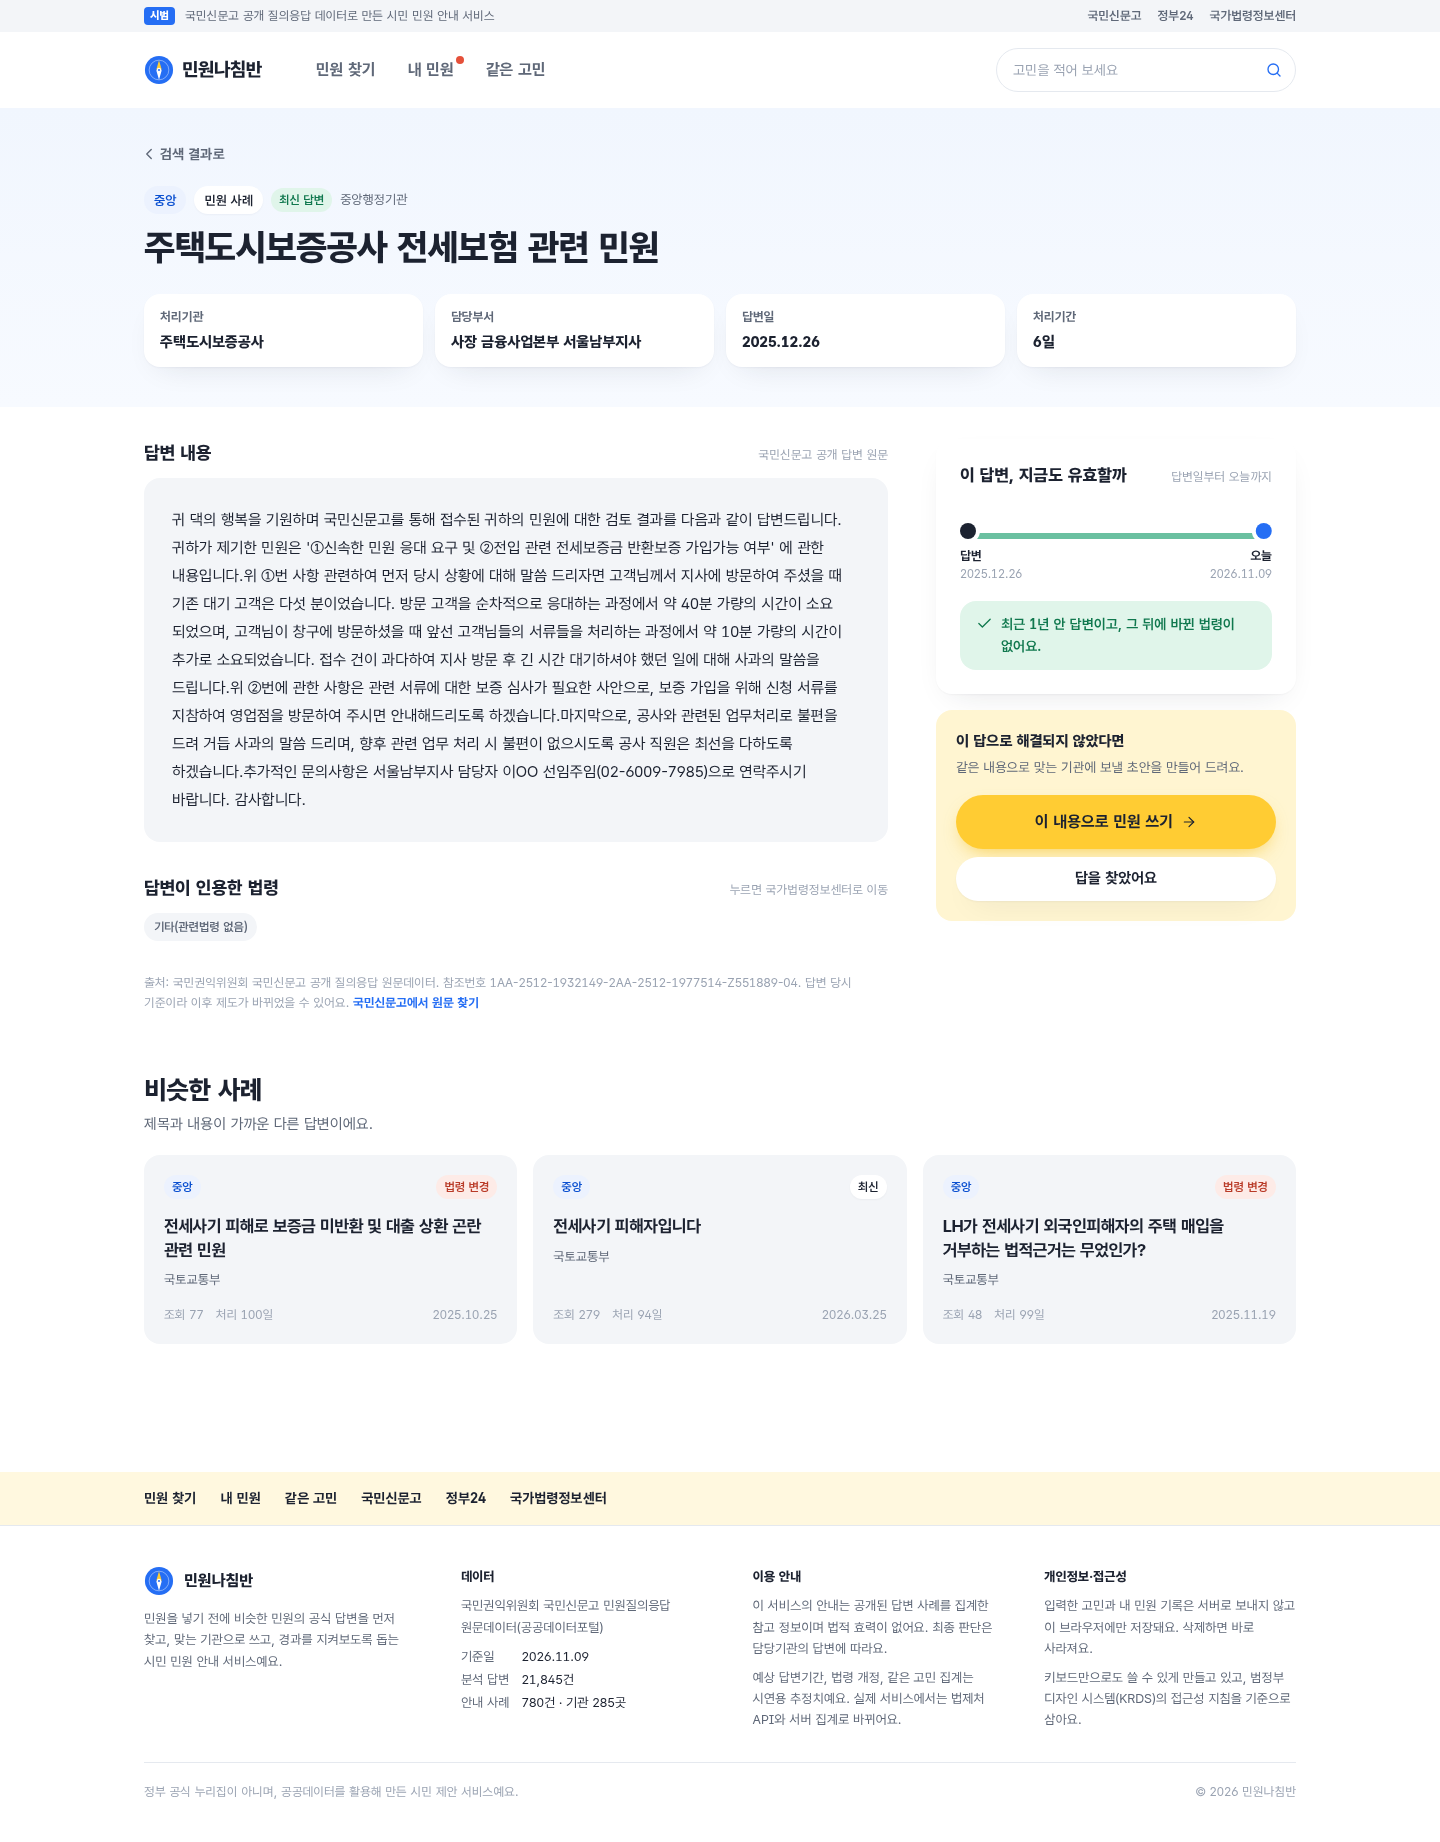 시범 국민신문고 공개 질의응답 데이터로 만든 시민 민원 안내 서비스 국민신문고 정부24 국가법령정보센터
민원나침반 민원 찾기 내 민원 같은 고민 고민을 적어 보세요
검색 결과로
중앙 민원 사례 최신 답변 중앙행정기관
주택도시보증공사 전세보험 관련 민원
처리기관 담당부서 답변일 처리기간
주택도시보증공사 사장 금융사업본부 서울남부지사 2025.12.26 6일
답변 내용 국민신문고 공개 답변 원문
귀 댁의 행복을 기원하며 국민신문고를 통해 접수된 귀하의 민원에 대한 검토 결과를 다음과 같이 답변드립니다.
귀하가 제기한 민원은 '①신속한 민원 응대 요구 및 ②전입 관련 전세보증금 반환보증 가입가능 여부' 에 관한
내용입니다.위 ①번 사항 관련하여 먼저 당시 상황에 대해 말씀 드리자면 고객님께서 지사에 방문하여 주셨을 때
기존 대기 고객은 다섯 분이었습니다. 방문 고객을 순차적으로 응대하는 과정에서 약 40분 가량의 시간이 소요
되었으며, 고객님이 창구에 방문하셨을 때 앞선 고객님들의 서류들을 처리하는 과정에서 약 10분 가량의 시간이
추가로 소요되었습니다. 접수 건이 과다하여 지사 방문 후 긴 시간 대기하셔야 했던 일에 대해 사과의 말씀을
드립니다.위 ②번에 관한 사항은 관련 서류에 대한 보증 심사가 필요한 사안으로, 보증 가입을 위해 신청 서류를
지참하여 영업점을 방문하여 주시면 안내해드리도록 하겠습니다.마지막으로, 공사와 관련된 업무처리로 불편을
드려 거듭 사과의 말씀 드리며, 향후 관련 업무 처리 시 불편이 없으시도록 공사 직원은 최선을 다하도록
하겠습니다.추가적인 문의사항은 서울남부지사 담당자 이OO 선임주임(02-6009-7985)으로 연락주시기
바랍니다. 감사합니다.
답변이 인용한 법령 누르면 국가법령정보센터로 이동
기타(관련법령 없음)
출처: 국민권익위원회 국민신문고 공개 질의응답 원문데이터. 참조번호 1AA-2512-1932149-2AA-2512-1977514-Z551889-04. 답변 당시
기준이라 이후 제도가 바뀌었을 수 있어요. 국민신문고에서 원문 찾기
이 답변, 지금도 유효할까 답변일부터 오늘까지
답변 오늘
2025.12.26 2026.11.09
최근 1년 안 답변이고, 그 뒤에 바뀐 법령이
없어요.
이 답으로 해결되지 않았다면
같은 내용으로 맞는 기관에 보낼 초안을 만들어 드려요.
이 내용으로 민원 쓰기
답을 찾았어요
비슷한 사례
제목과 내용이 가까운 다른 답변이에요.
중앙 법령 변경
전세사기 피해로 보증금 미반환 및 대출 상환 곤란
관련 민원
국토교통부
조회 77 처리 100일 2025.10.25
중앙 최신
전세사기 피해자입니다
국토교통부
조회 279 처리 94일 2026.03.25
중앙 법령 변경
LH가 전세사기 외국인피해자의 주택 매입을
거부하는 법적근거는 무엇인가?
국토교통부
조회 48 처리 99일 2025.11.19
민원 찾기 내 민원 같은 고민 국민신문고 정부24 국가법령정보센터
민원나침반
민원을 넣기 전에 비슷한 민원의 공식 답변을 먼저
찾고, 맞는 기관으로 쓰고, 경과를 지켜보도록 돕는
시민 민원 안내 서비스예요.
데이터
국민권익위원회 국민신문고 민원질의응답
원문데이터(공공데이터포털)
기준일 2026.11.09
분석 답변 21,845건
안내 사례 780건 · 기관 285곳
이용 안내
이 서비스의 안내는 공개된 답변 사례를 집계한
참고 정보이며 법적 효력이 없어요. 최종 판단은
담당기관의 답변에 따라요.
예상 답변기간, 법령 개정, 같은 고민 집계는
시연용 추정치예요. 실제 서비스에서는 법제처
API와 서버 집계로 바뀌어요.
개인정보·접근성
입력한 고민과 내 민원 기록은 서버로 보내지 않고
이 브라우저에만 저장돼요. 삭제하면 바로
사라져요.
키보드만으로도 쓸 수 있게 만들고 있고, 범정부
디자인 시스템(KRDS)의 접근성 지침을 기준으로
삼아요.
정부 공식 누리집이 아니며, 공공데이터를 활용해 만든 시민 제안 서비스예요. © 2026 민원나침반